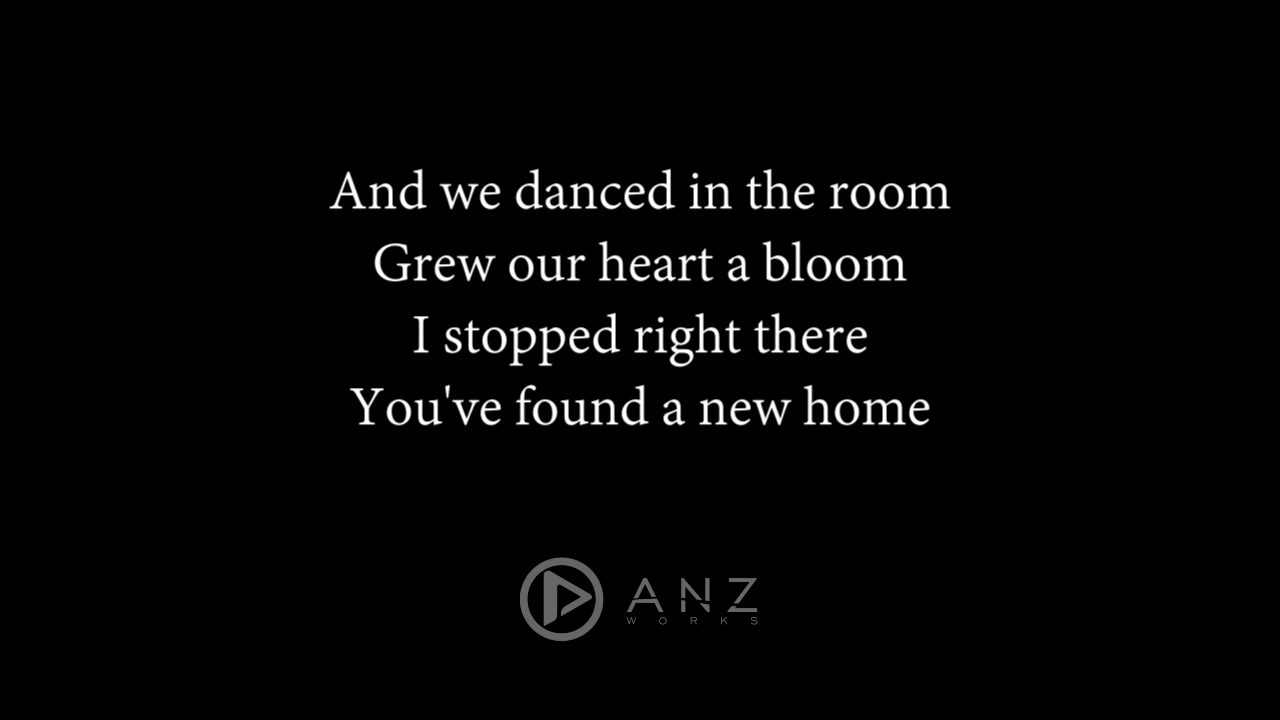 And we danced in the room
Grew our heart a bloom
I stopped right there
You've found a new home
ANZ
WORKS